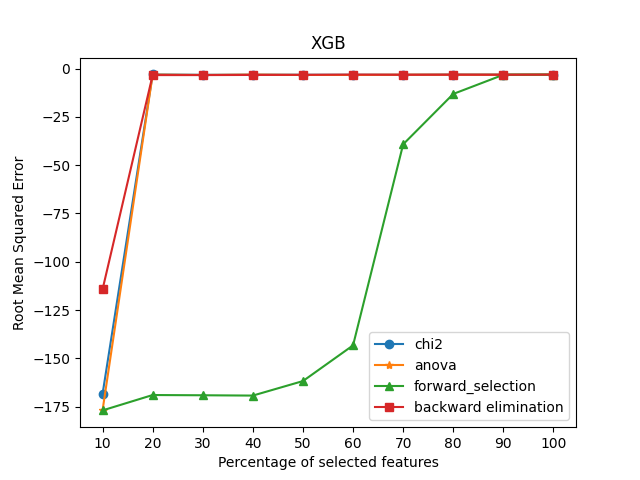 XGB
Root Mean Squared Error
0
−25
−50
−75
−100
−125
−150
−175
10 20 30 40 50 60 70 80 90 100
Percentage of selected features
chi2
anova
forward_selection
backward elimination